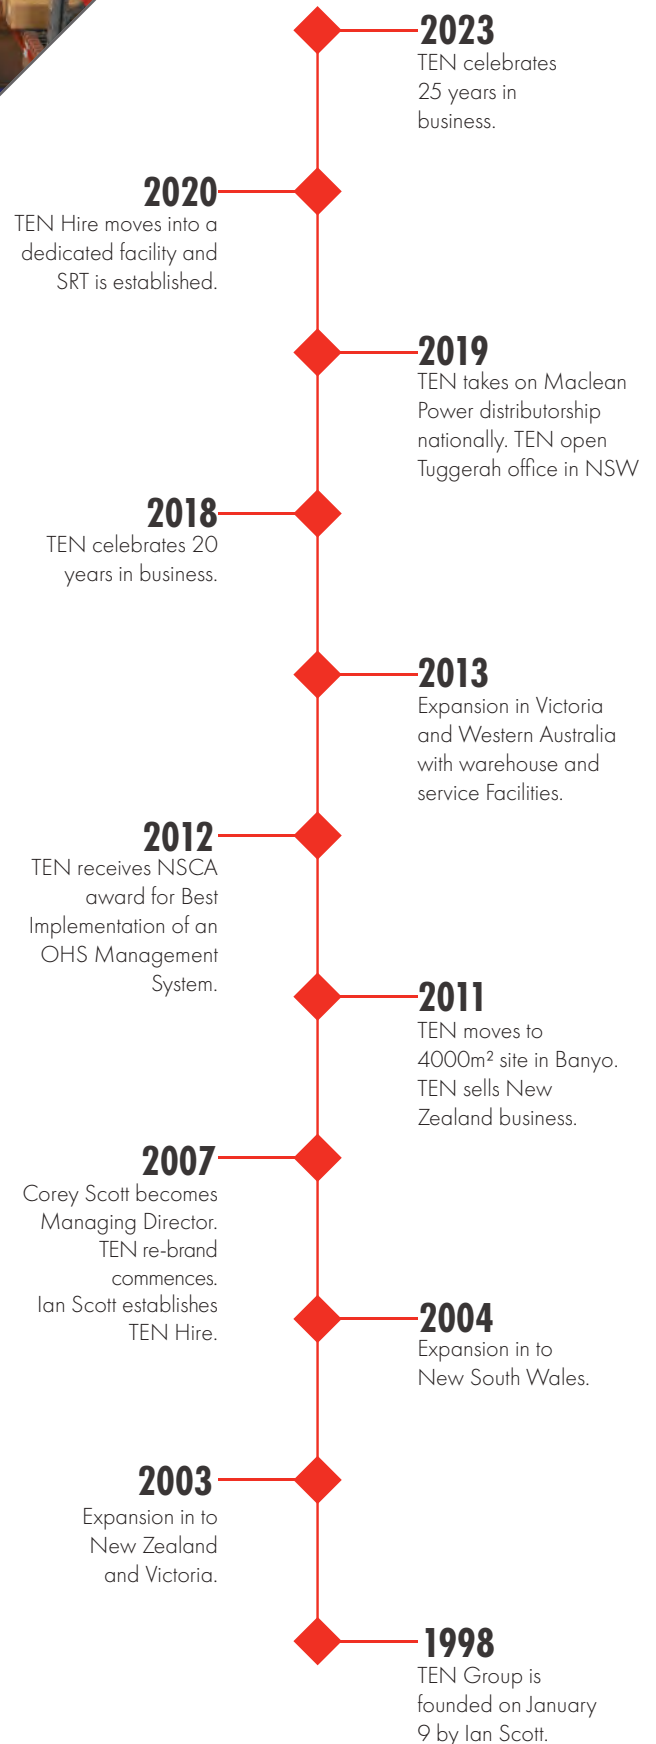 2023
TEN celebrates
25 years in
business.
2020
TEN Hire moves into a
dedicated facility and
SRT is established.
2019
TEN takes on Maclean
Power distributorship
nationally. TEN open
Tuggerah office in NSW
2018
TEN celebrates 20
years in business.
2013
Expansion in Victoria
and Western Australia
with warehouse and
service Facilities.
2012
TEN receives NSCA
award for Best
Implementation of an
OHS Management
System.
2011
TEN moves to
4000m² site in Banyo.
TEN sells New
Zealand business.
2007
Corey Scott becomes
Managing Director.
TEN re-brand
commences.
Ian Scott establishes
TEN Hire.
2004
Expansion in to
New South Wales.
2003
Expansion in to
New Zealand
and Victoria.
1998
TEN Group is
founded on January
9 by Ian Scott.